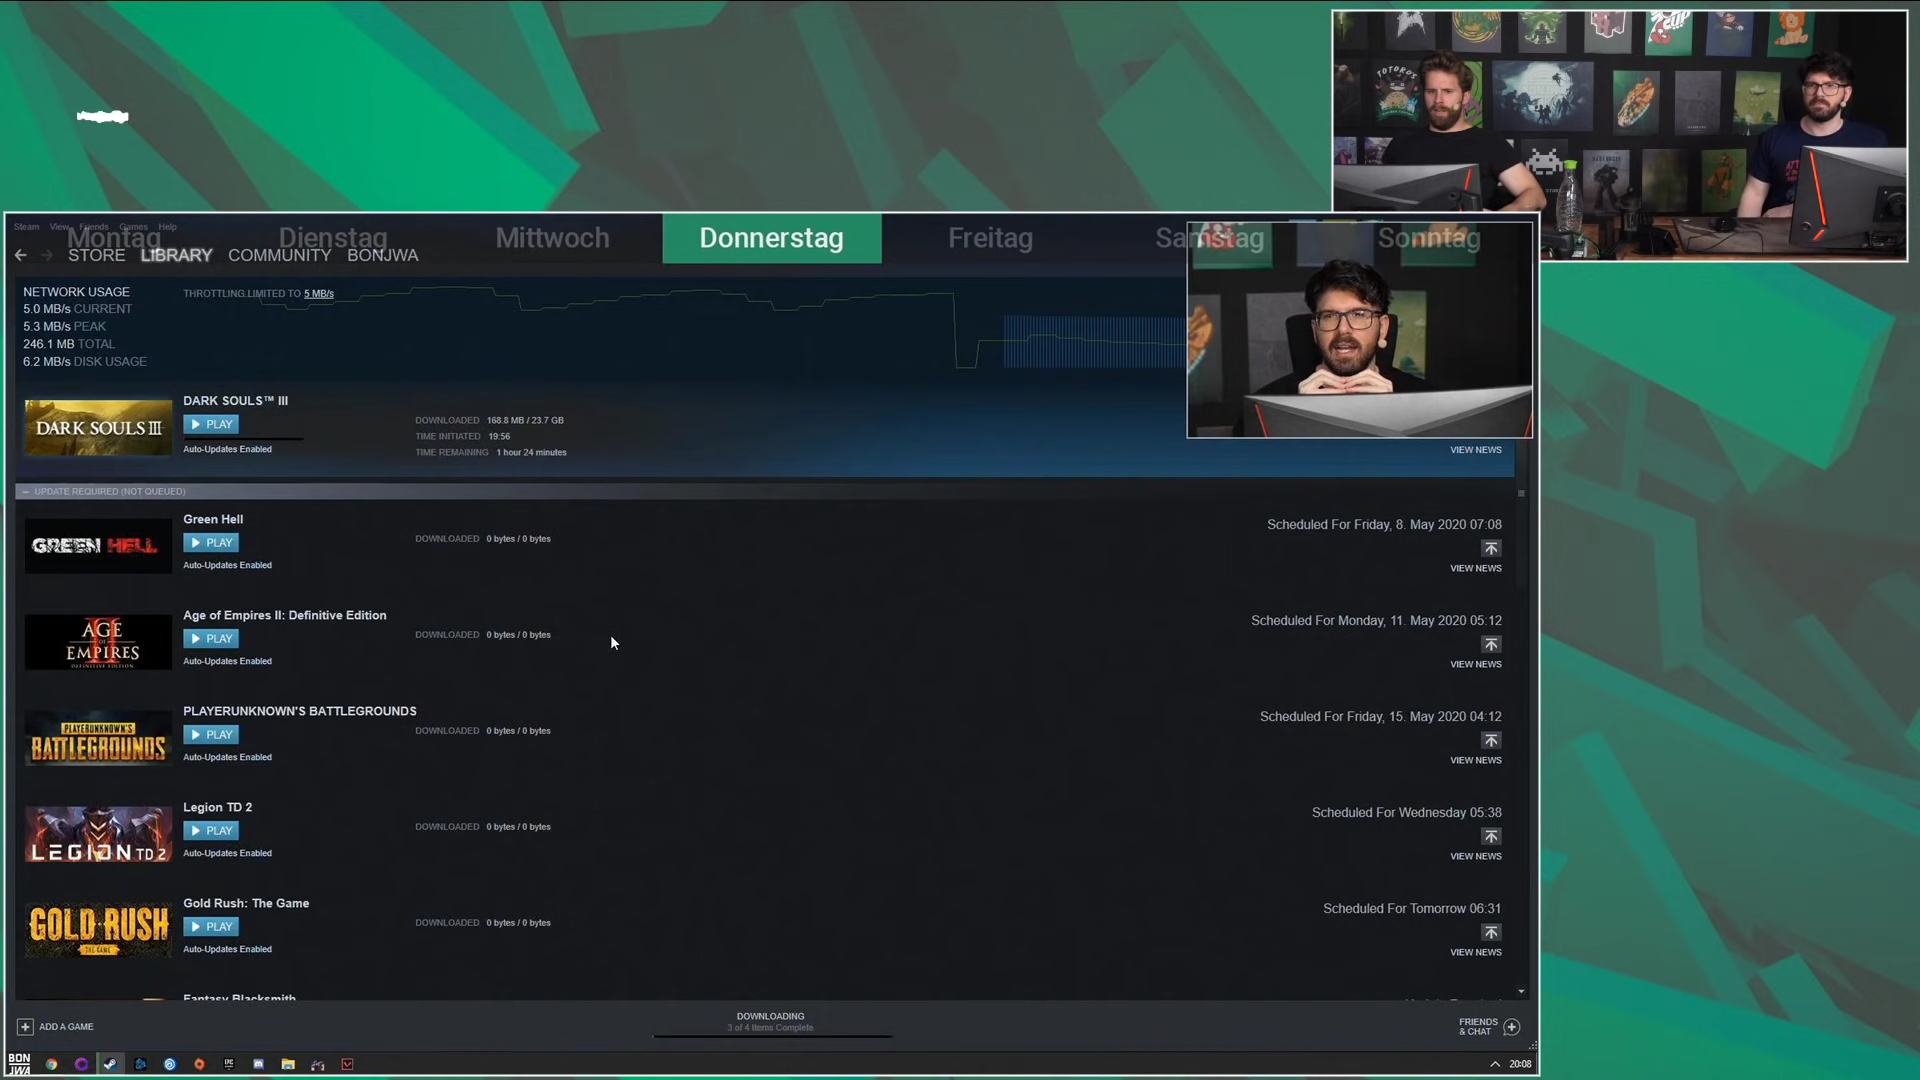 TOTORO'S
CUP
Steam View Friends Games Help
Montag Dienstag Mittwoch Donnerstag Freitag Samstag Sonntag
STORE LIBRARY COMMUNITY BONJWA
NETWORK USAGE
5.0 MB/s CURRENT
5.3 MB/s PEAK
246.1 MB TOTAL
6.2 MB/s DISK USAGE
THROTTLING LIMITED TO 5 MB/s
DARK SOULS III
DARK SOULS™ III
PLAY
Auto-Updates Enabled
DOWNLOADED 168.8 MB / 23.7 GB
TIME INITIATED 19:56
TIME REMAINING 1 hour 24 minutes
VIEW NEWS
UPDATE REQUIRED (NOT QUEUED)
GREEN HELL
Green Hell
PLAY
Auto-Updates Enabled
DOWNLOADED 0 bytes / 0 bytes
Scheduled For Friday, 8. May 2020 07:08
VIEW NEWS
AGE OF
EMPIRES
II
DEFINITIVE EDITION
Age of Empires II: Definitive Edition
PLAY
Auto-Updates Enabled
DOWNLOADED 0 bytes / 0 bytes
Scheduled For Monday, 11. May 2020 05:12
VIEW NEWS
PLAYERUNKNOWN'S
BATTLEGROUNDS
PLAYERUNKNOWN'S BATTLEGROUNDS
PLAY
Auto-Updates Enabled
DOWNLOADED 0 bytes / 0 bytes
Scheduled For Friday, 15. May 2020 04:12
VIEW NEWS
LEGION TD 2
Legion TD 2
PLAY
Auto-Updates Enabled
DOWNLOADED 0 bytes / 0 bytes
Scheduled For Wednesday 05:38
VIEW NEWS
GOLD RUSH
THE GAME
Gold Rush: The Game
PLAY
Auto-Updates Enabled
DOWNLOADED 0 bytes / 0 bytes
Scheduled For Tomorrow 06:31
VIEW NEWS
Fantasy Blacksmith
ADD A GAME
DOWNLOADING
3 of 4 Items Complete
FRIENDS
& CHAT
BON
JWA
EPIC
20:08